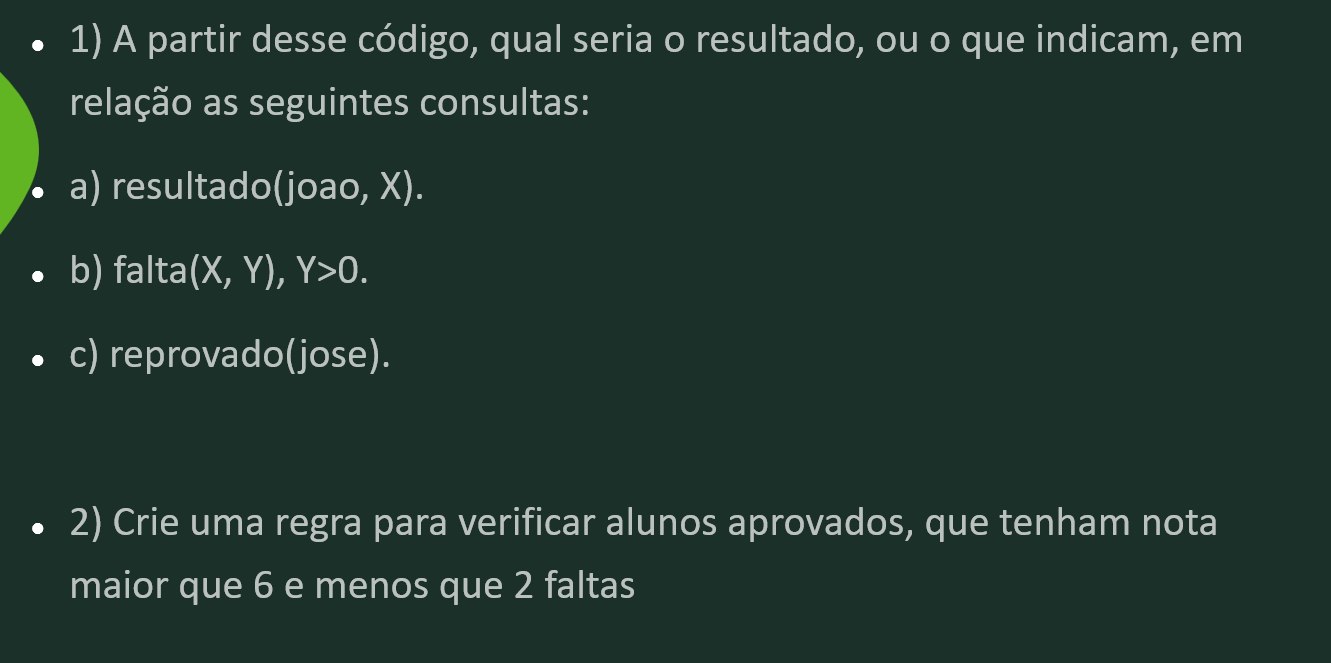 • 1) A partir desse código, qual seria o resultado, ou o que indicam, em
relação as seguintes consultas:
• a) resultado(joao, X).
• b) falta(X, Y), Y>0.
• c) reprovado(jose).
• 2) Crie uma regra para verificar alunos aprovados, que tenham nota
maior que 6 e menos que 2 faltas